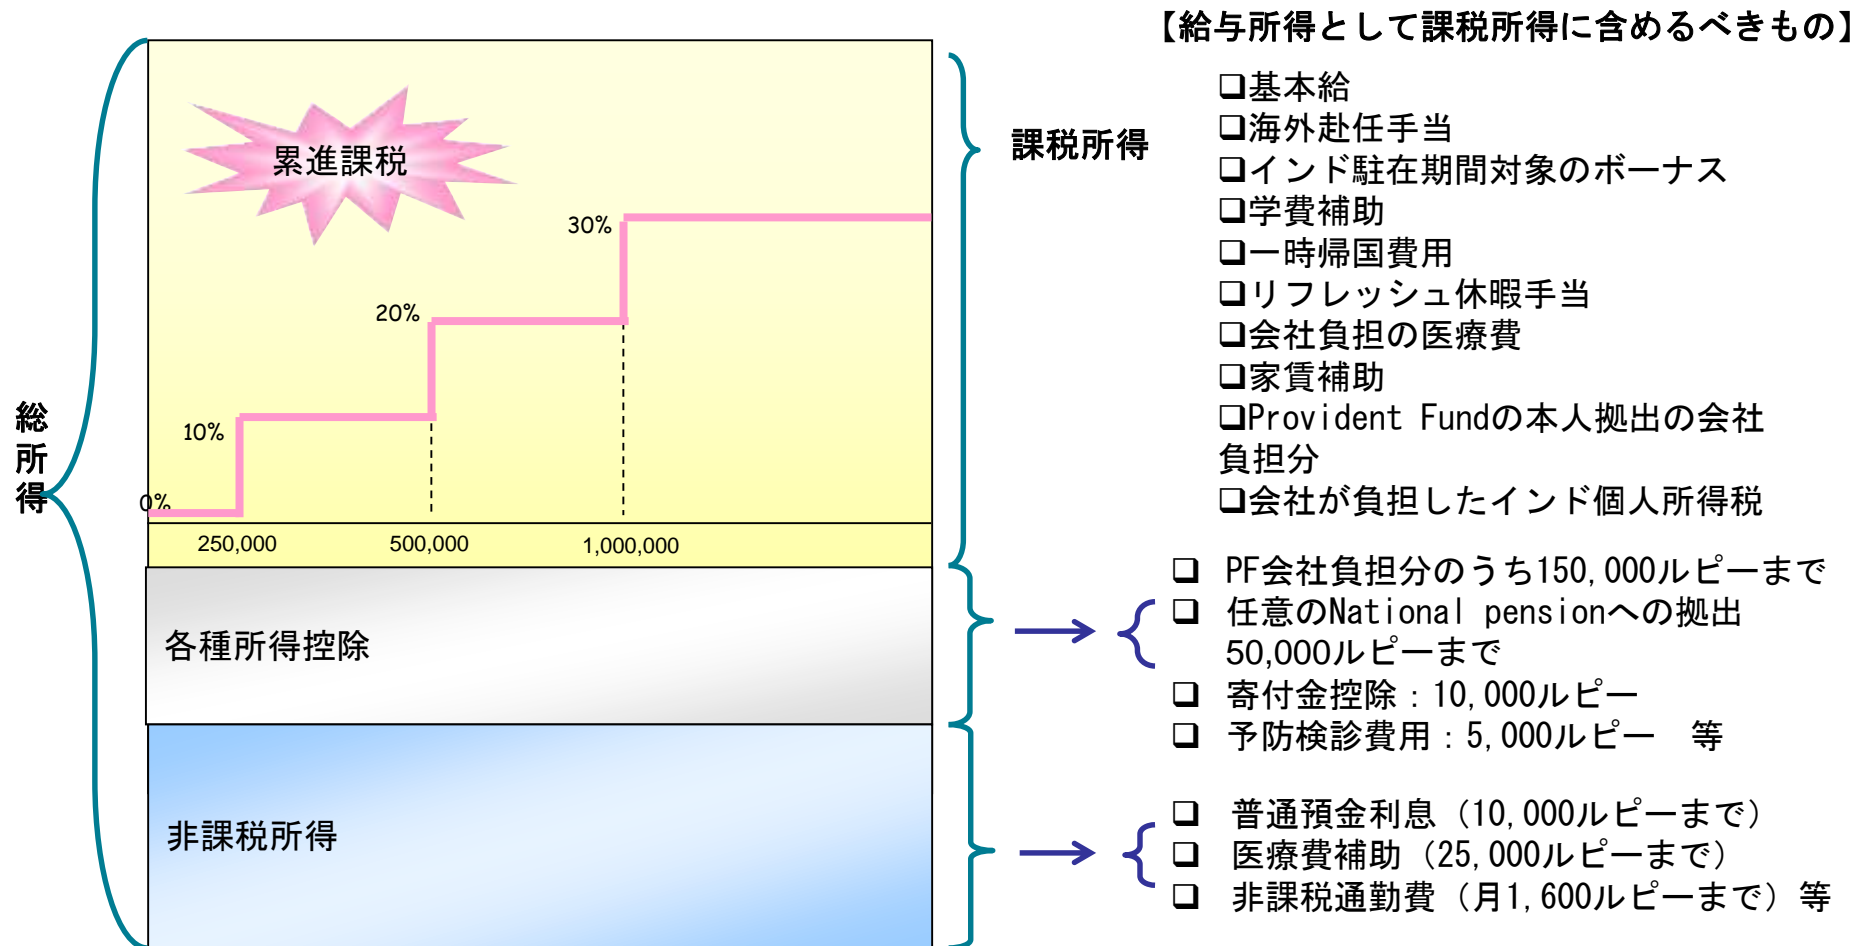 【給与所得として課税所得に含めるべきもの】
総所得
累進課税
0%
10%
20%
30%
250,000
500,000
1,000,000
各種所得控除
非課税所得
課税所得
❑基本給
❑海外赴任手当
❑インド駐在期間対象のボーナス
❑学費補助
❑一時帰国費用
❑リフレッシュ休暇手当
❑会社負担の医療費
❑家賃補助
❑Provident Fundの本人拠出の会社
負担分
❑会社が負担したインド個人所得税
❑ PF会社負担分のうち150,000ルピーまで
❑ 任意のNational pensionへの拠出
50,000ルピーまで
❑ 寄付金控除：10,000ルピー
❑ 予防検診費用：5,000ルピー　等
❑ 普通預金利息（10,000ルピーまで）
❑ 医療費補助（25,000ルピーまで）
❑ 非課税通勤費（月1,600ルピーまで）等